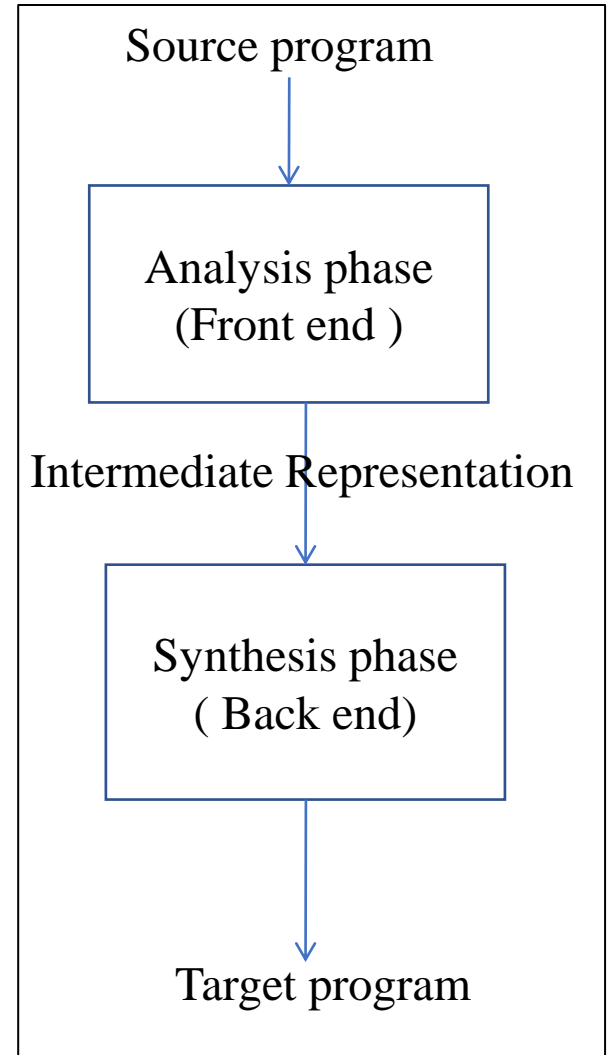 Source program
Analysis phase
(Front end )
Intermediate Representation
Synthesis phase
( Back end)
Target program